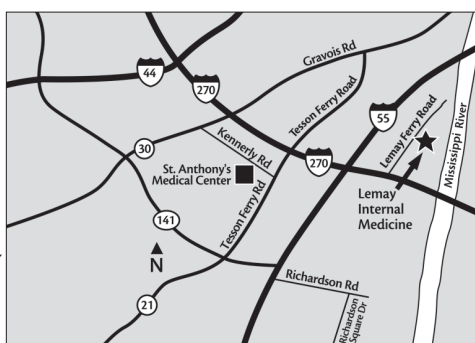 44
270
Gravois Rd
Tesson Ferry Road
55
Lemay Ferry Road
Mississippi River
30
Kennerly Rd
270
St. Anthony's
Medical Center
Lemay
Internal
Medicine
141
Tesson Ferry Rd
N
Richardson Rd
21
Richardson
Square Dr